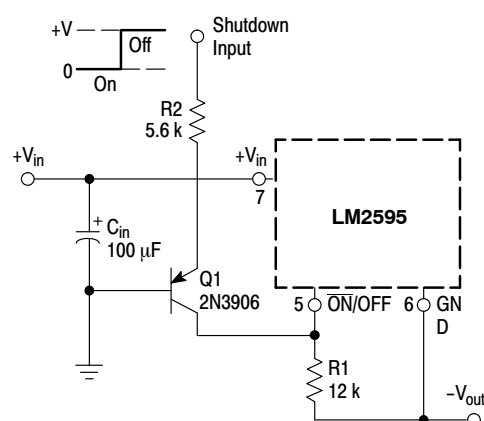 +V
Off
0
On
Shutdown
Input
R2
5.6 k
+Vin
+Vin
7
LM2595
+ Cin
100 μF
Q1
2N3906
5
ON/OFF
6
GN
D
R1
12 k
-Vout